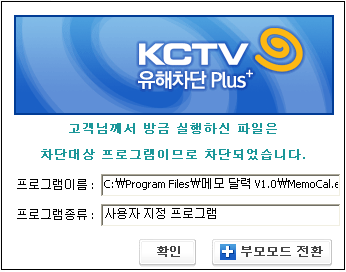 KCTV
유해차단 Plus+
고객님께서 방금 실행하신 파일은
차단대상 프로그램이므로 차단되었습니다.
프로그램이름 : C:₩Program Files₩메모 달력 V1.0₩MemoCal.e
프로그램종류 : 사용자 지정 프로그램
확인 부모모드 전환